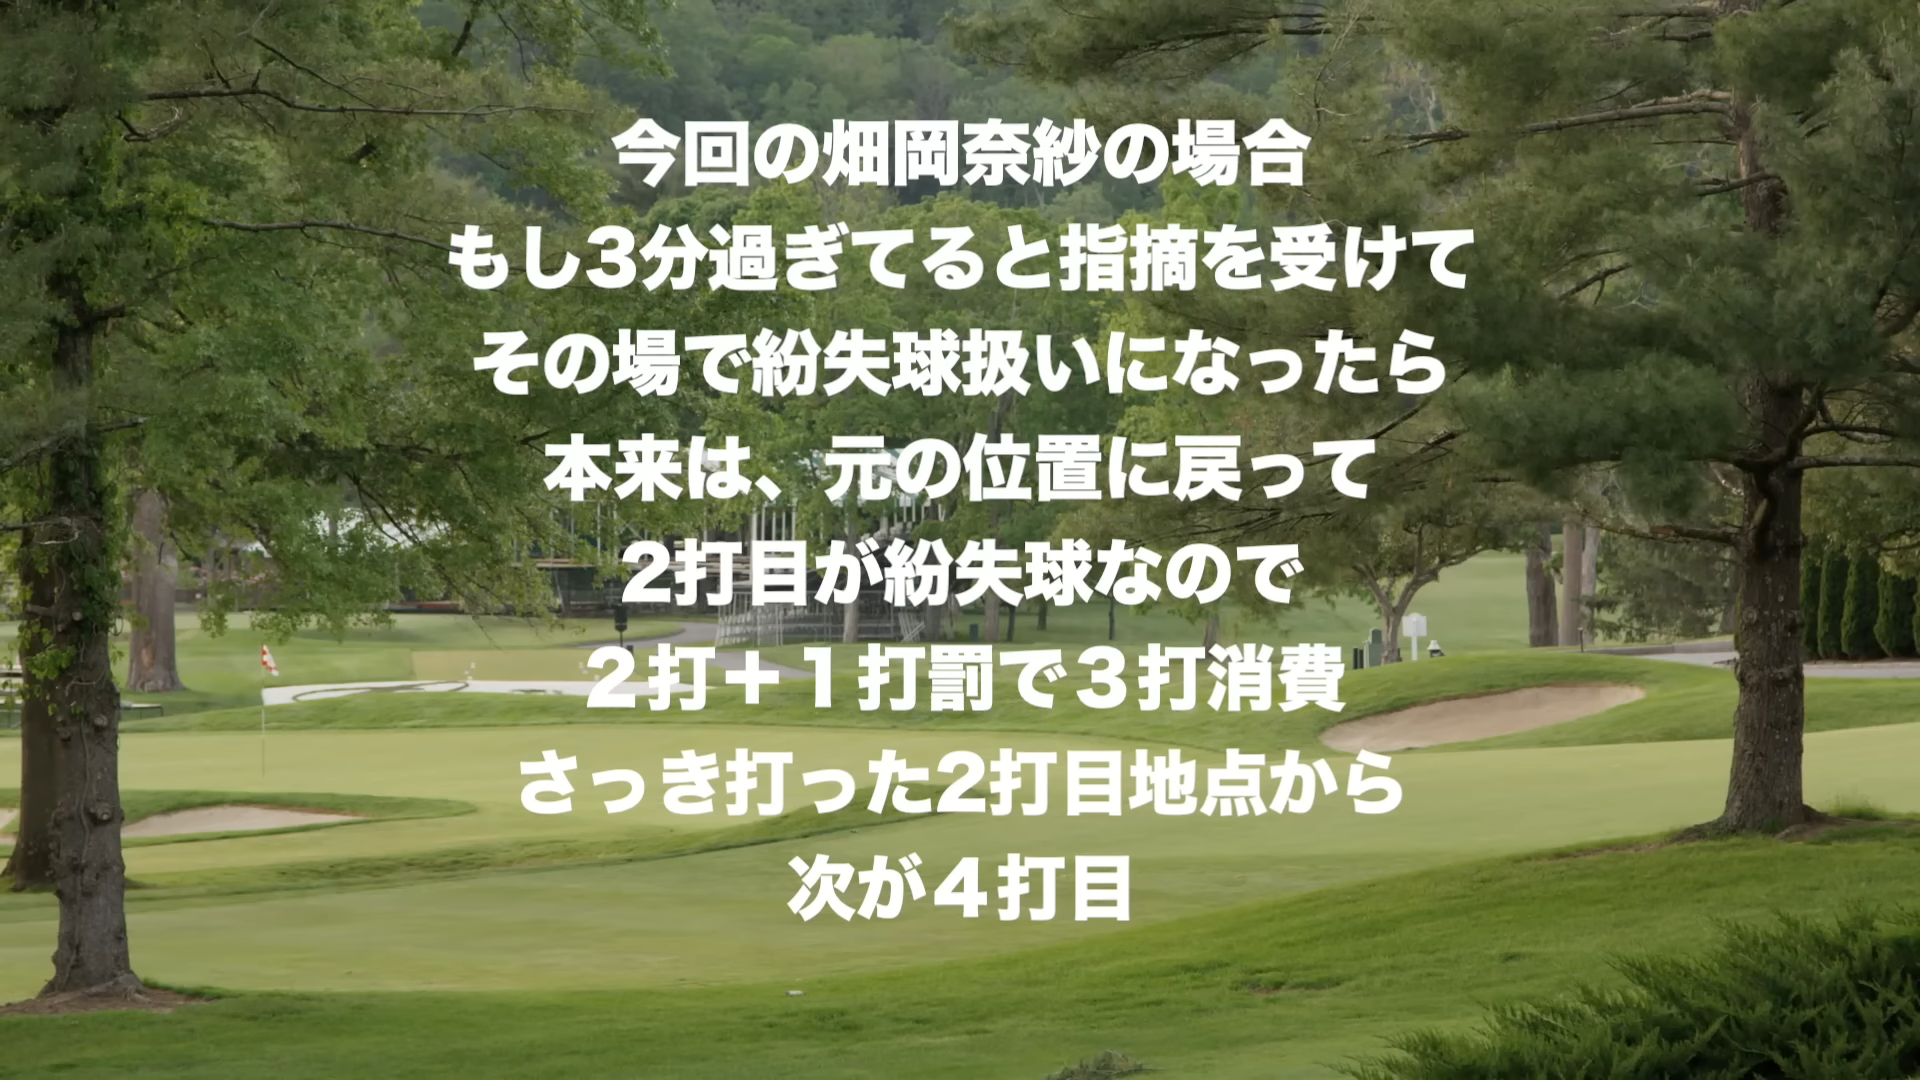 今回の畑岡奈紗の場合
もし3分過ぎてると指摘を受けて
その場で紛失球扱いになったら
本来は、元の位置に戻って
2打目が紛失球なので
２打＋１打罰で３打消費
さっき打った2打目地点から
次が４打目